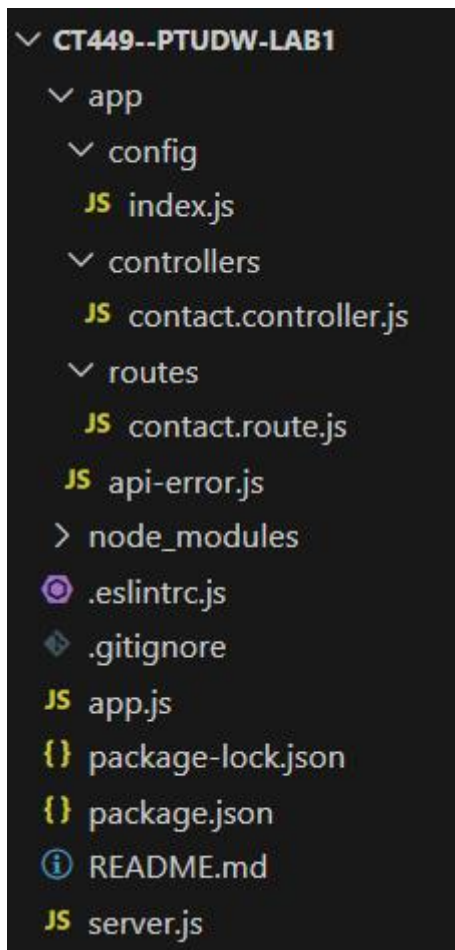 CT449--PTUDW-LAB1
app
config
JS index.js
controllers
JS contact.controller.js
routes
JS contact.route.js
JS api-error.js
node_modules
.eslintrc.js
.gitignore
JS app.js
{} package-lock.json
{} package.json
README.md
JS server.js